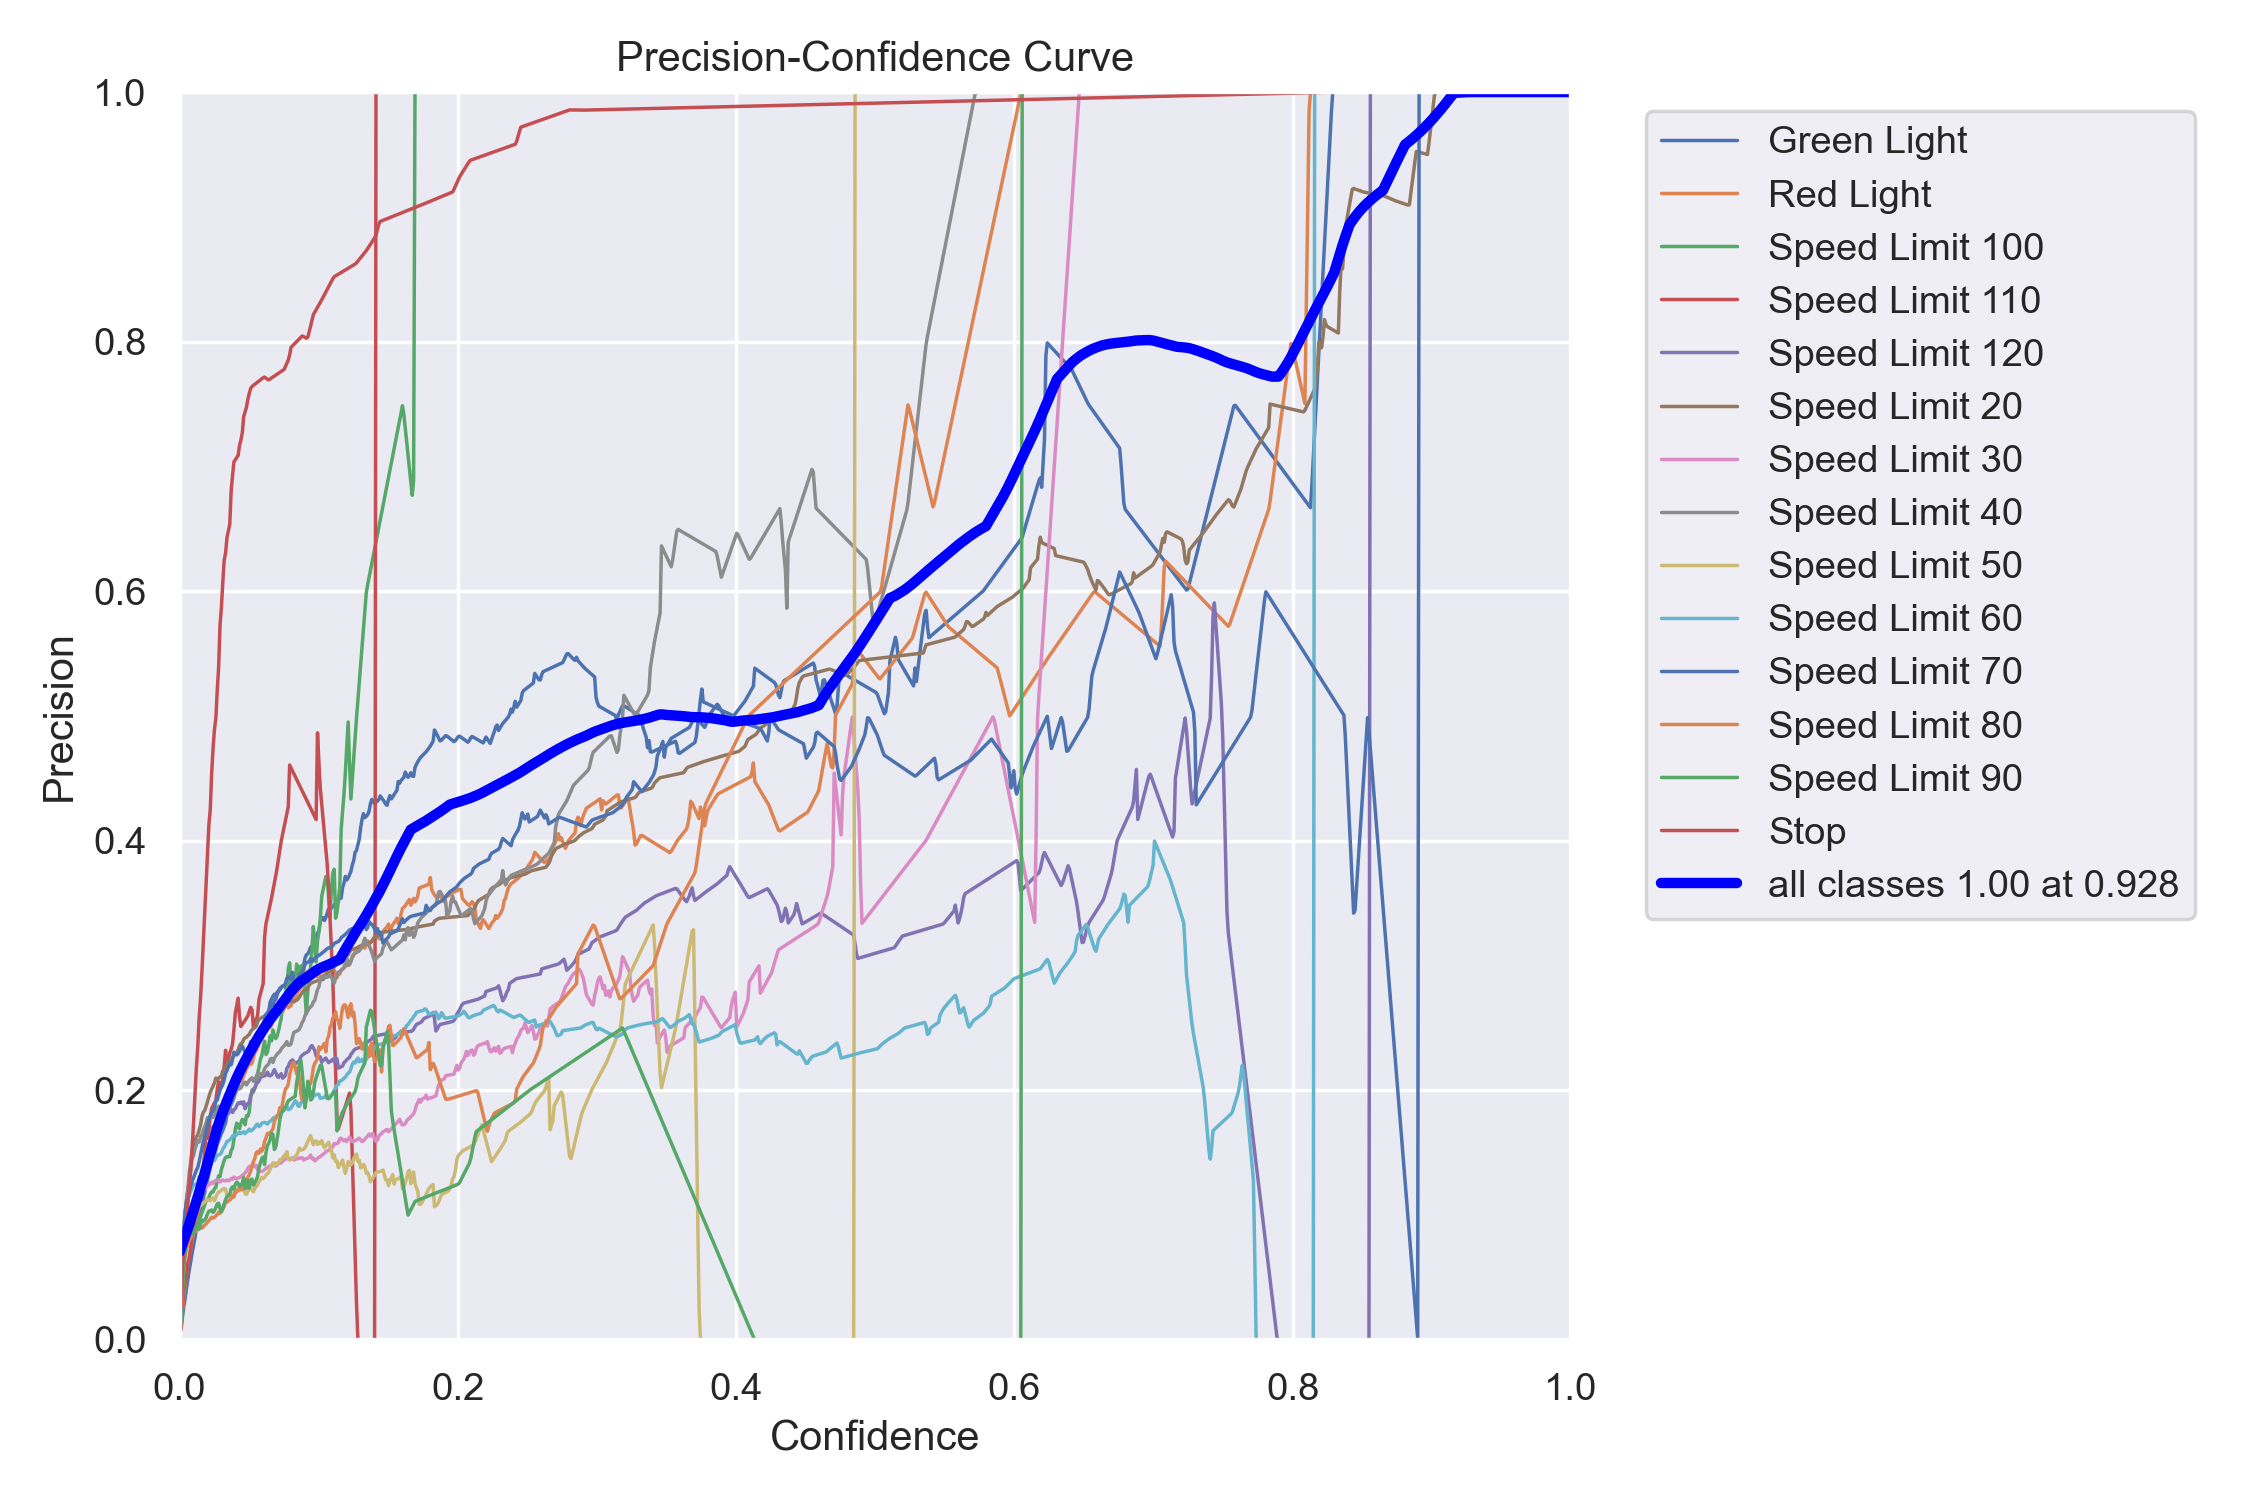 Precision-Confidence Curve
1.0
0.8
0.6
0.4
0.2
0.0
Precision
0.0 0.2 0.4 0.6 0.8 1.0
Confidence
Green Light
Red Light
Speed Limit 100
Speed Limit 110
Speed Limit 120
Speed Limit 20
Speed Limit 30
Speed Limit 40
Speed Limit 50
Speed Limit 60
Speed Limit 70
Speed Limit 80
Speed Limit 90
Stop
all classes 1.00 at 0.928